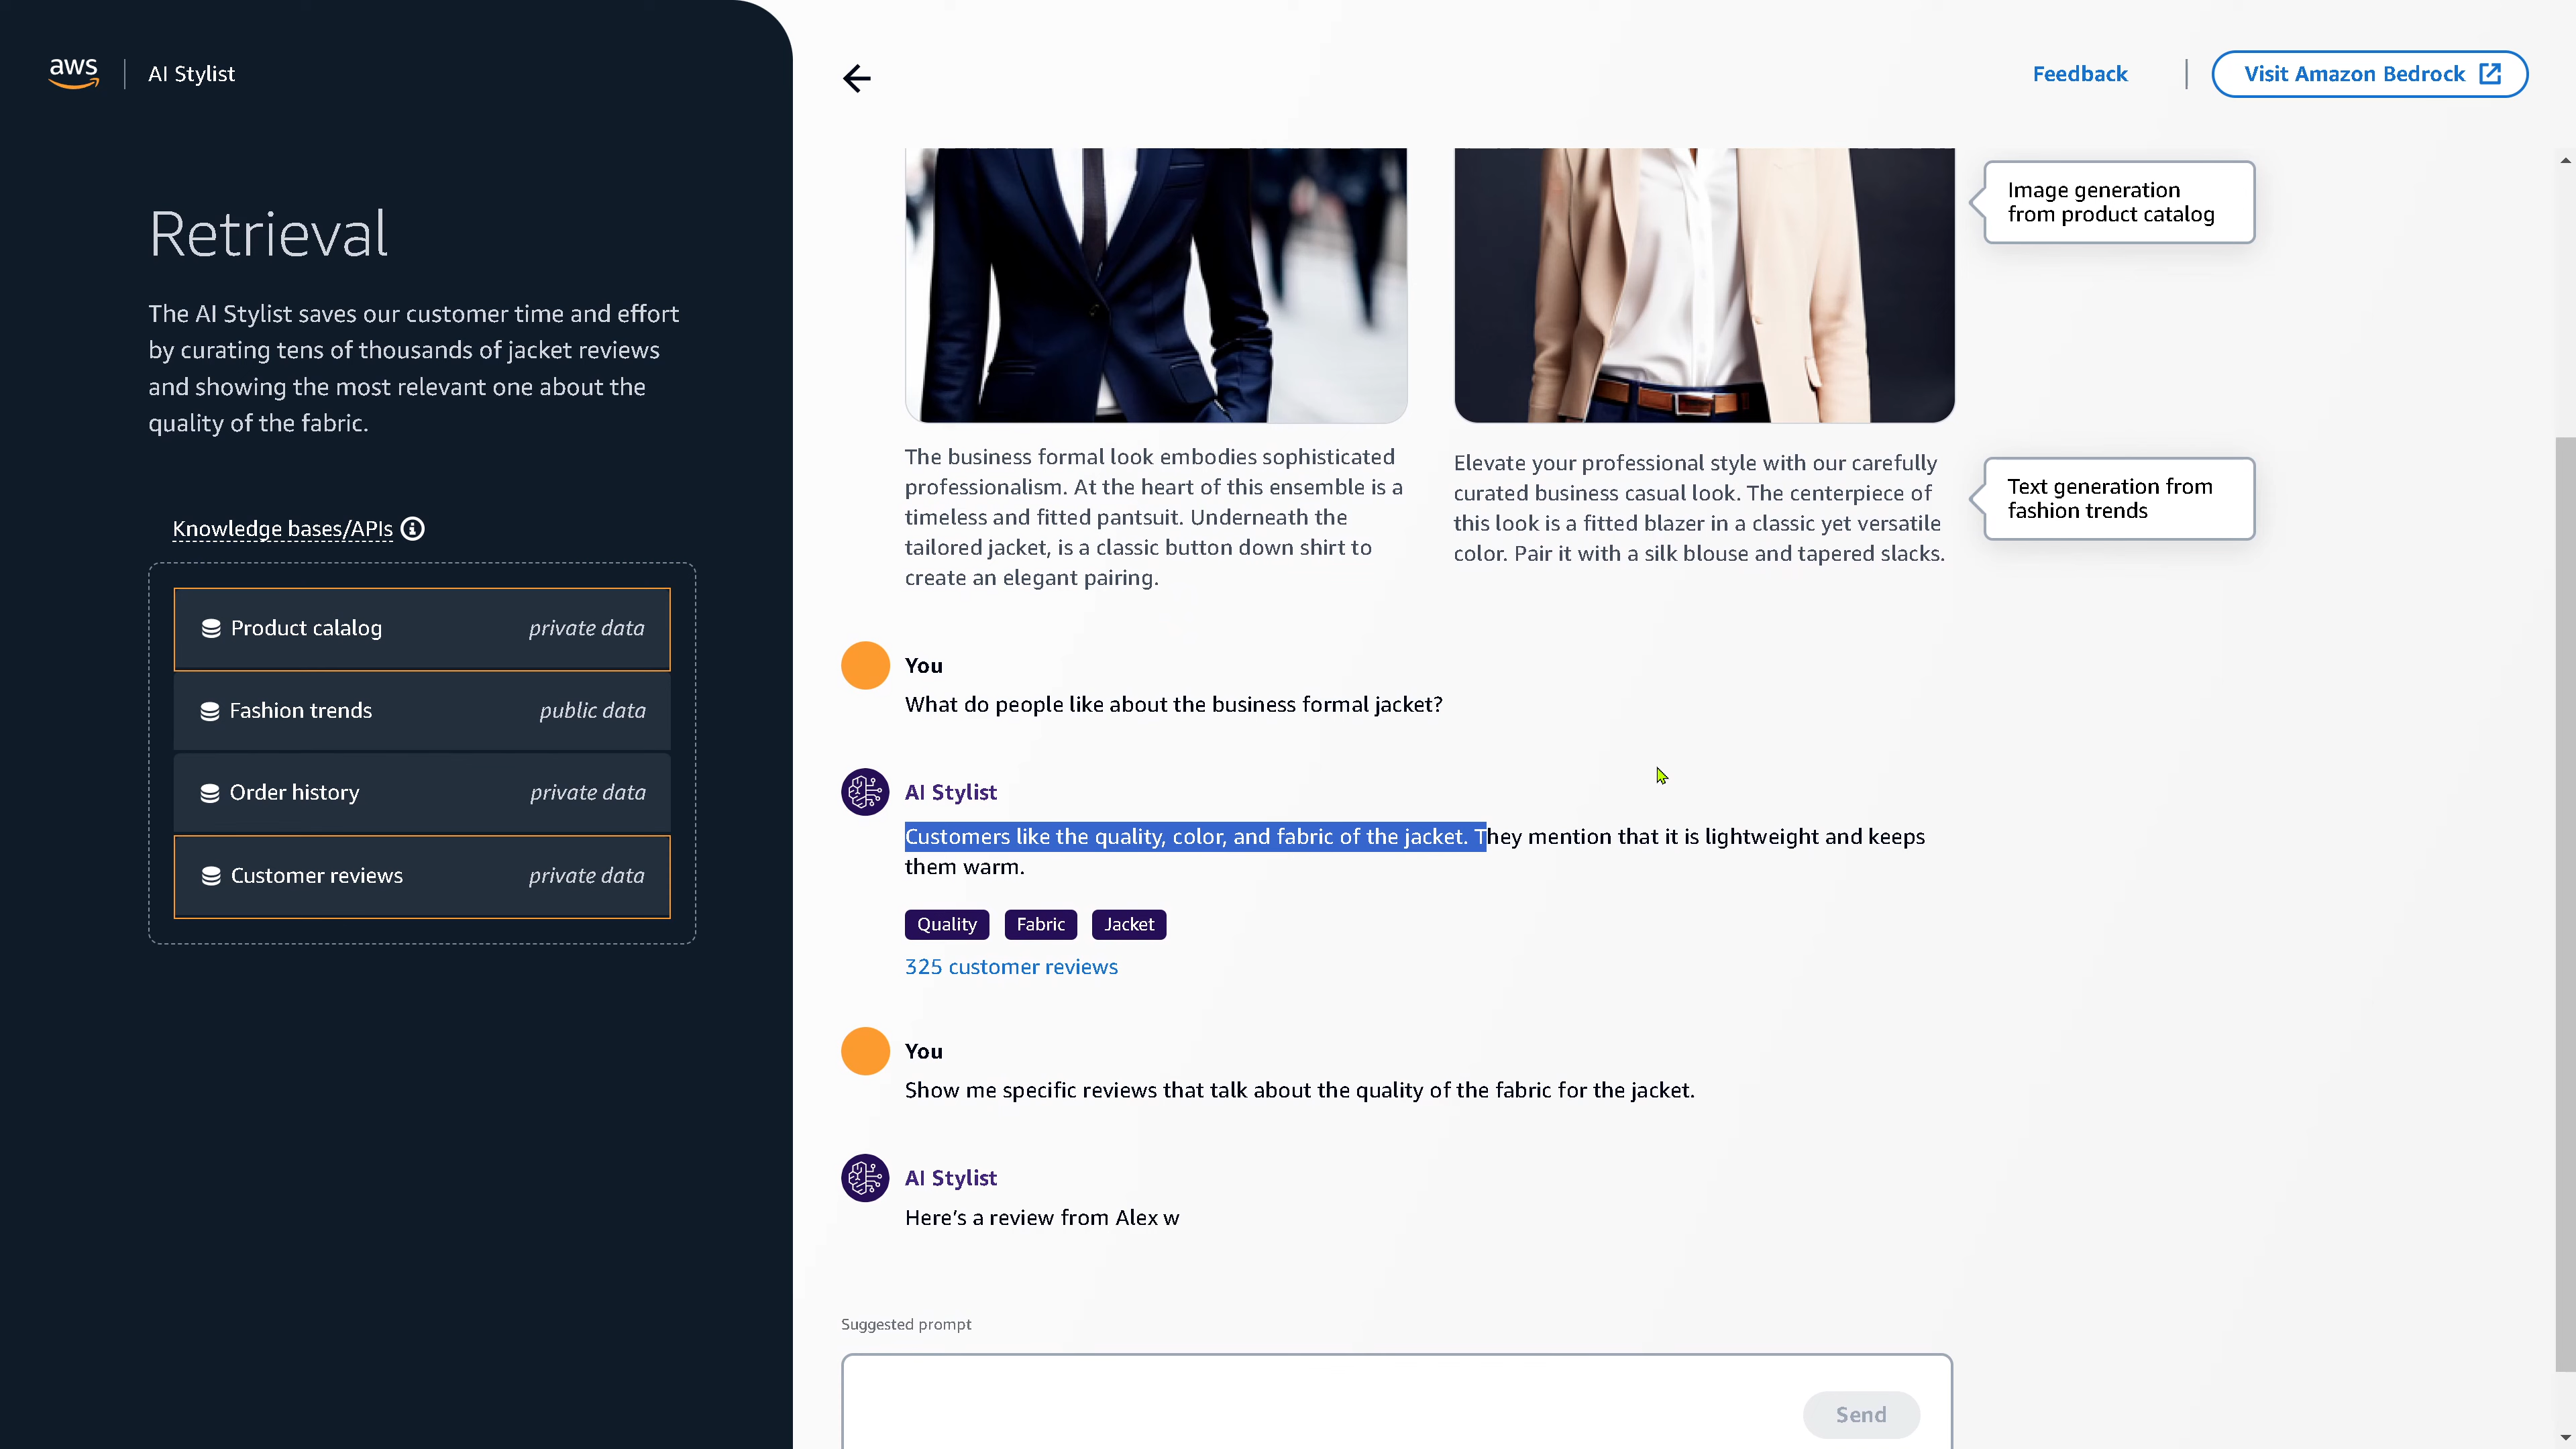 aws
AI Stylist
Feedback
Visit Amazon Bedrock
Retrieval
The AI Stylist saves our customer time and effort
by curating tens of thousands of jacket reviews
and showing the most relevant one about the
quality of the fabric.
Knowledge bases/APIs
Product calalog private data
Fashion trends public data
Order history private data
Customer reviews private data
Image generation
from product catalog
The business formal look embodies sophisticated
professionalism. At the heart of this ensemble is a
timeless and fitted pantsuit. Underneath the
tailored jacket, is a classic button down shirt to
create an elegant pairing.
Elevate your professional style with our carefully
curated business casual look. The centerpiece of
this look is a fitted blazer in a classic yet versatile
color. Pair it with a silk blouse and tapered slacks.
Text generation from
fashion trends
You
What do people like about the business formal jacket?
AI Stylist
Customers like the quality, color, and fabric of the jacket. They mention that it is lightweight and keeps
them warm.
Quality Fabric Jacket
325 customer reviews
You
Show me specific reviews that talk about the quality of the fabric for the jacket.
AI Stylist
Here’s a review from Alex w
Suggested prompt
Send